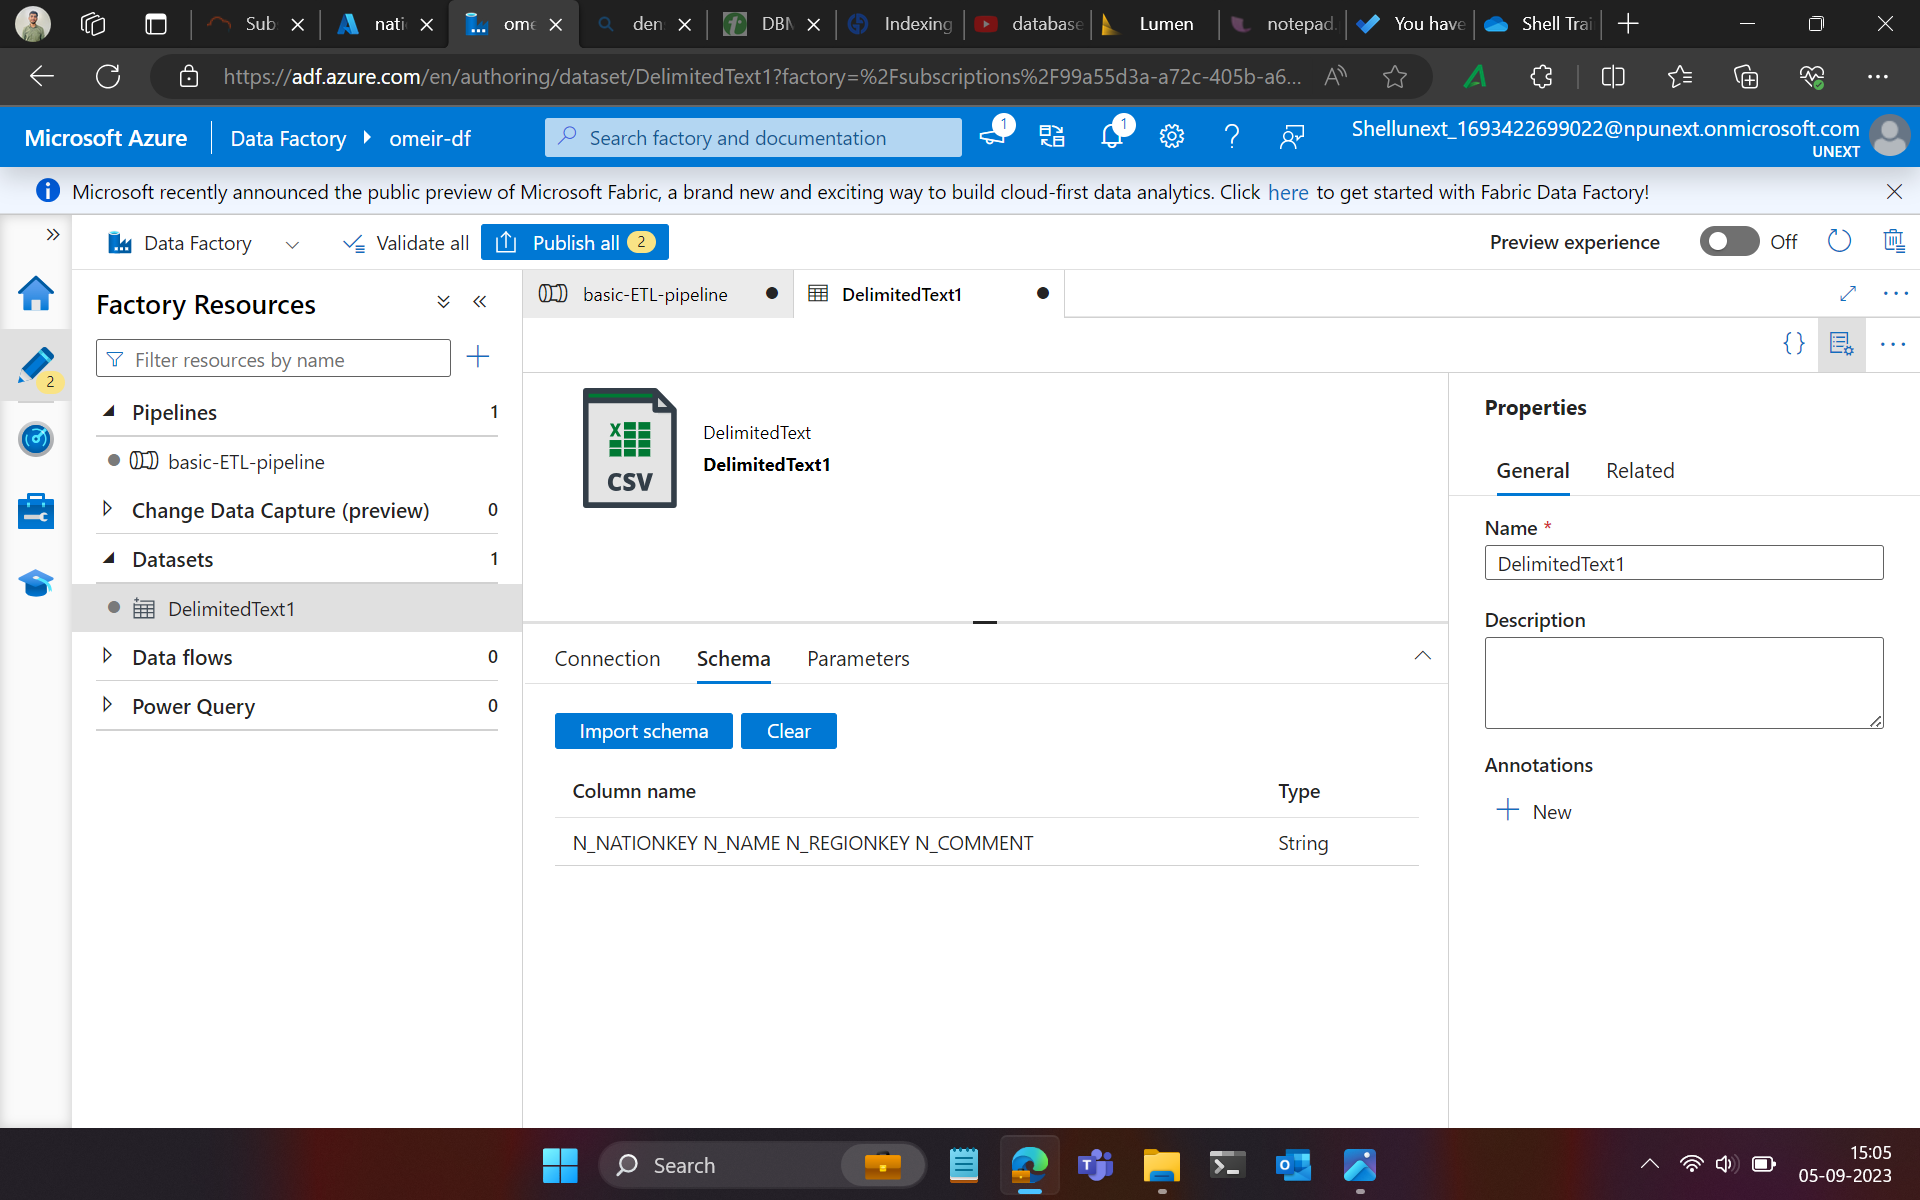 Sub
nati
ome
den
DBM
Indexing
database
Lumen
notepad.
You have
Shell Trai
https://adf.azure.com/en/authoring/dataset/DelimitedText1?factory=%2Fsubscriptions%2F99a55d3a-a72c-405b-a6...
Microsoft Azure
Data Factory
omeir-df
Search factory and documentation
1
1
Shellunext_1693422699022@npunext.onmicrosoft.com
UNEXT
Microsoft recently announced the public preview of Microsoft Fabric, a brand new and exciting way to build cloud-first data analytics. Click here to get started with Fabric Data Factory!
Data Factory
Validate all
Publish all 2
Preview experience
Off
Factory Resources
basic-ETL-pipeline
DelimitedText1
Filter resources by name
2
Pipelines 1
basic-ETL-pipeline
Change Data Capture (preview) 0
Datasets 1
DelimitedText1
Data flows 0
Power Query 0
X
CSV
DelimitedText
DelimitedText1
Connection
Schema
Parameters
Import schema
Clear
Column name Type
N_NATIONKEY N_NAME N_REGIONKEY N_COMMENT String
Properties
General
Related
Name *
DelimitedText1
Description
Annotations
New
Search
15:05
05-09-2023